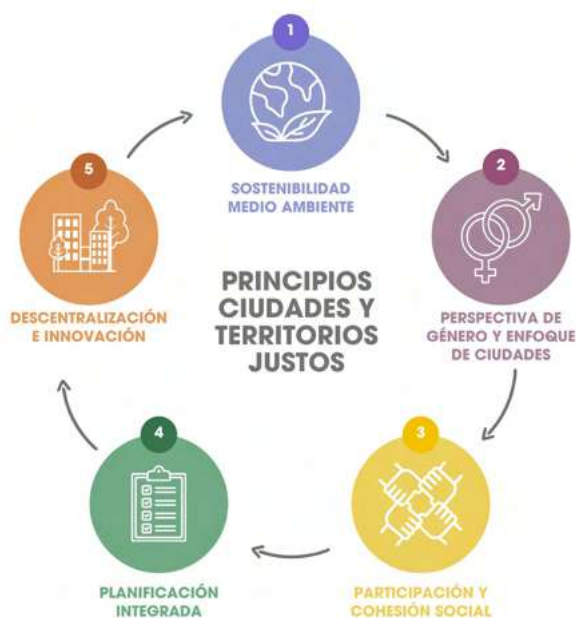 1
SOSTENIBILIDAD
MEDIO AMBIENTE
2
PERSPECTIVA DE
GÉNERO Y ENFOQUE
DE CIUDADES
3
PARTICIPACIÓN Y
COHESIÓN SOCIAL
4
PLANIFICACIÓN
INTEGRADA
5
DESCENTRALIZACIÓN
E INNOVACIÓN
PRINCIPIOS
CIUDADES Y
TERRITORIOS
JUSTOS